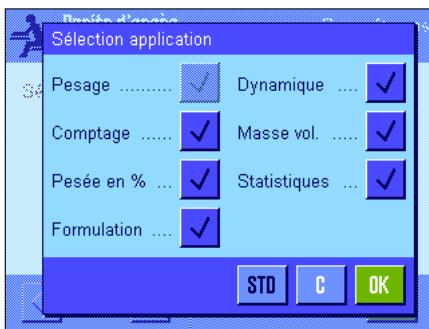 Sélection application
Pesage ..........
Dynamique ....
Comptage ......
Masse vol. .....
Pesée en % ...
Statistiques ...
Formulation ....
STD
C
OK